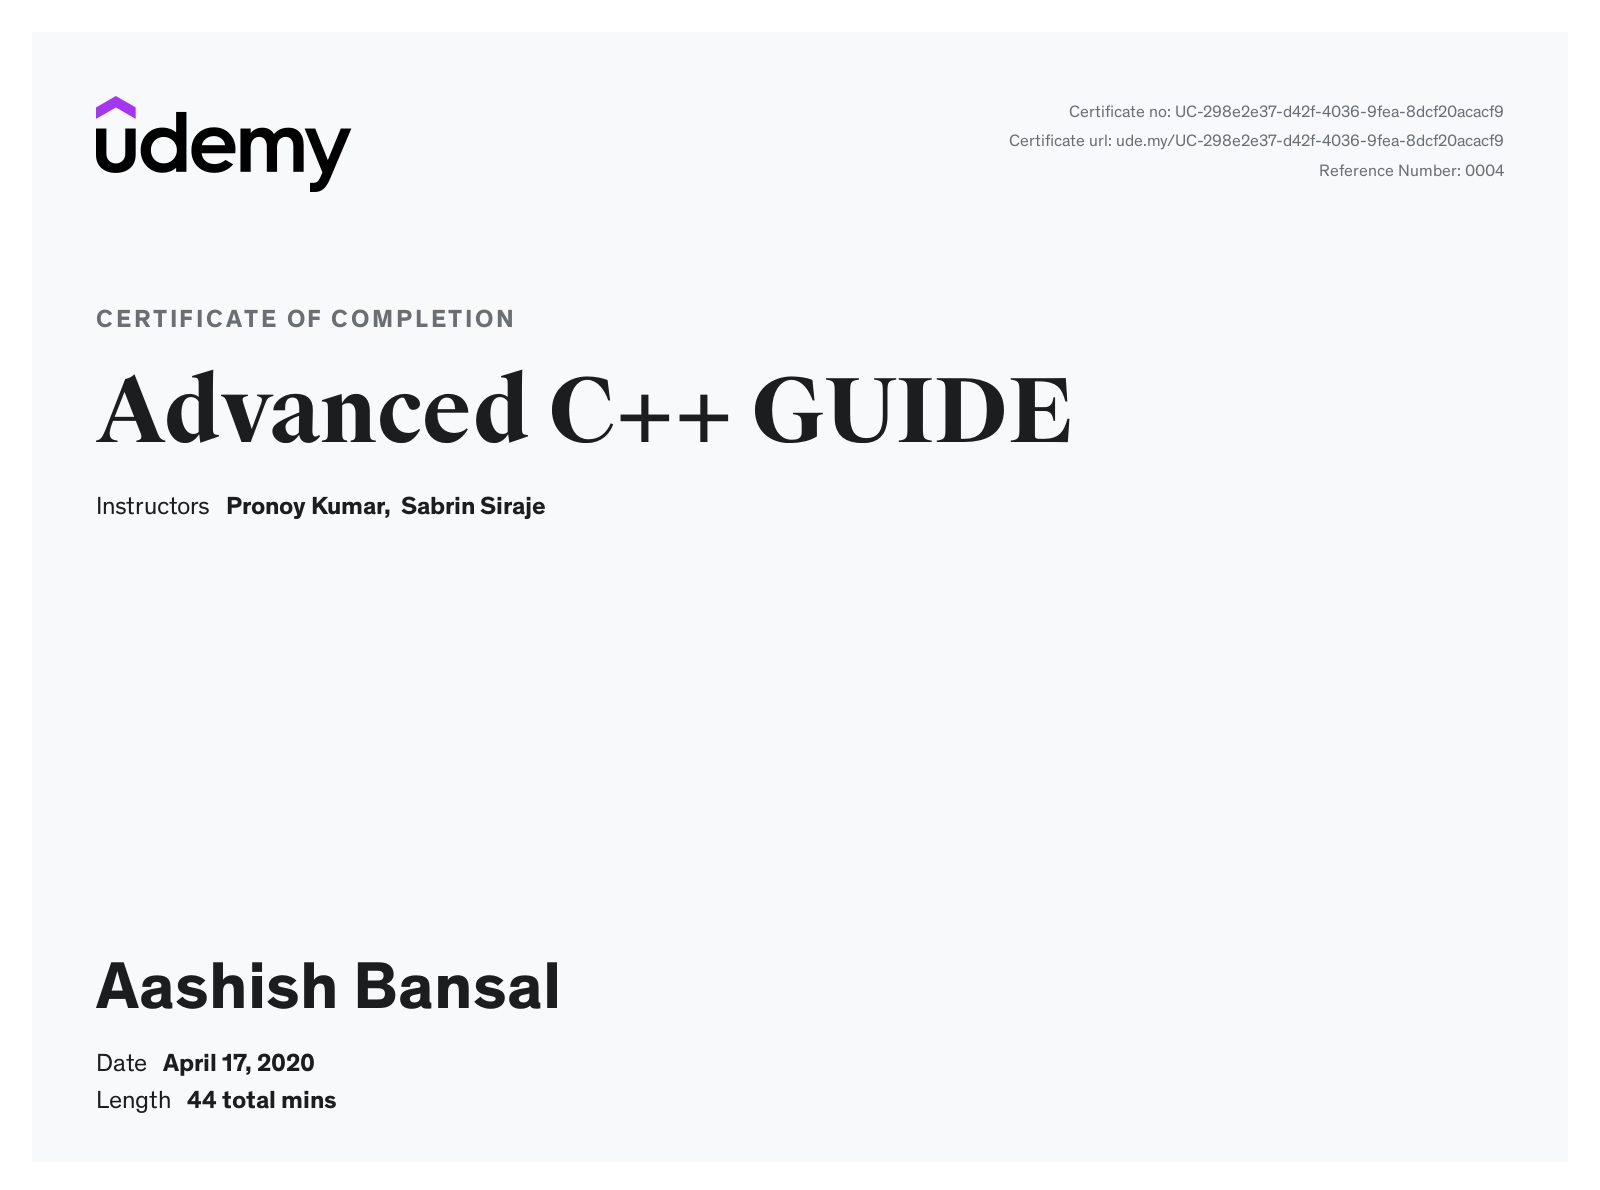 udemy
Certificate no: UC-298e2e37-d42f-4036-9fea-8dcf20acacf9
Certificate url: ude.my/UC-298e2e37-d42f-4036-9fea-8dcf20acacf9
Reference Number: 0004
CERTIFICATE OF COMPLETION
Advanced C++ GUIDE
Instructors Pronoy Kumar, Sabrin Siraje
Aashish Bansal
Date April 17, 2020
Length 44 total mins